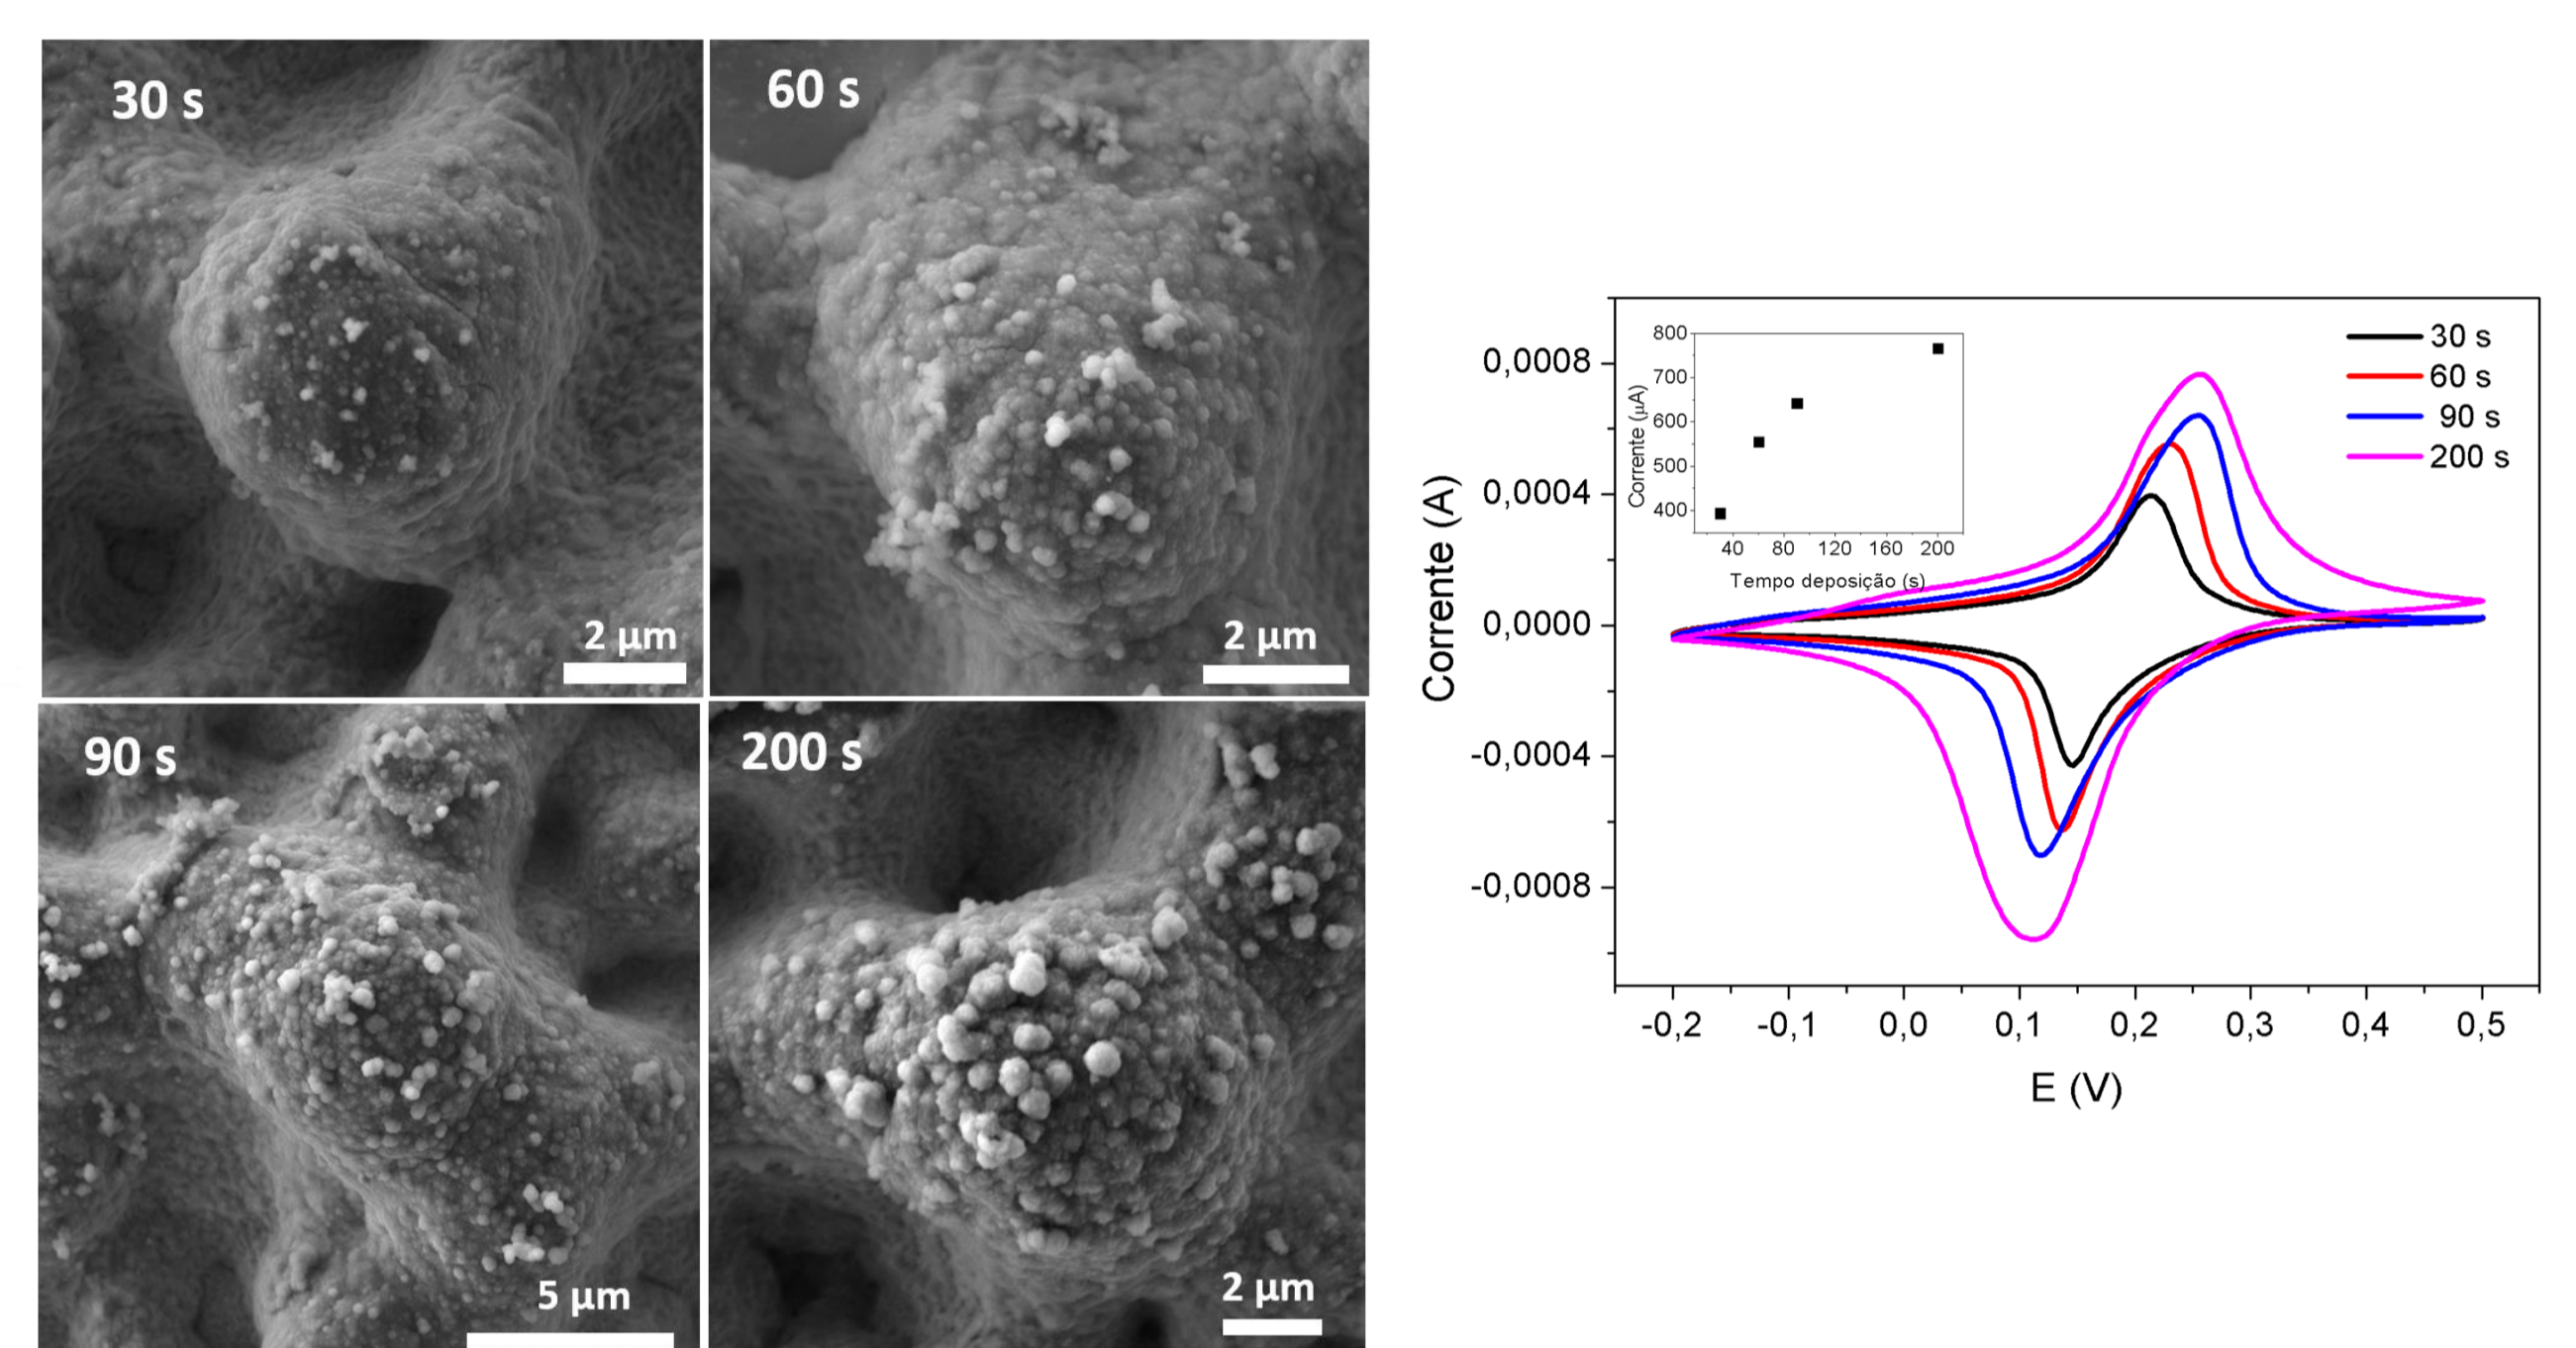 30 s
2 μm
60 s
2 μm
90 s
5 μm
200 s
2 μm
Corrente (A)
0,0008
0,0004
0,0000
-0,0004
-0,0008
-0,2 -0,1 0,0 0,1 0,2 0,3 0,4 0,5
E (V)
30 s
60 s
90 s
200 s
Corrente (μA)
800
700
600
500
400
40 80 120 160 200
Tempo deposição (s)